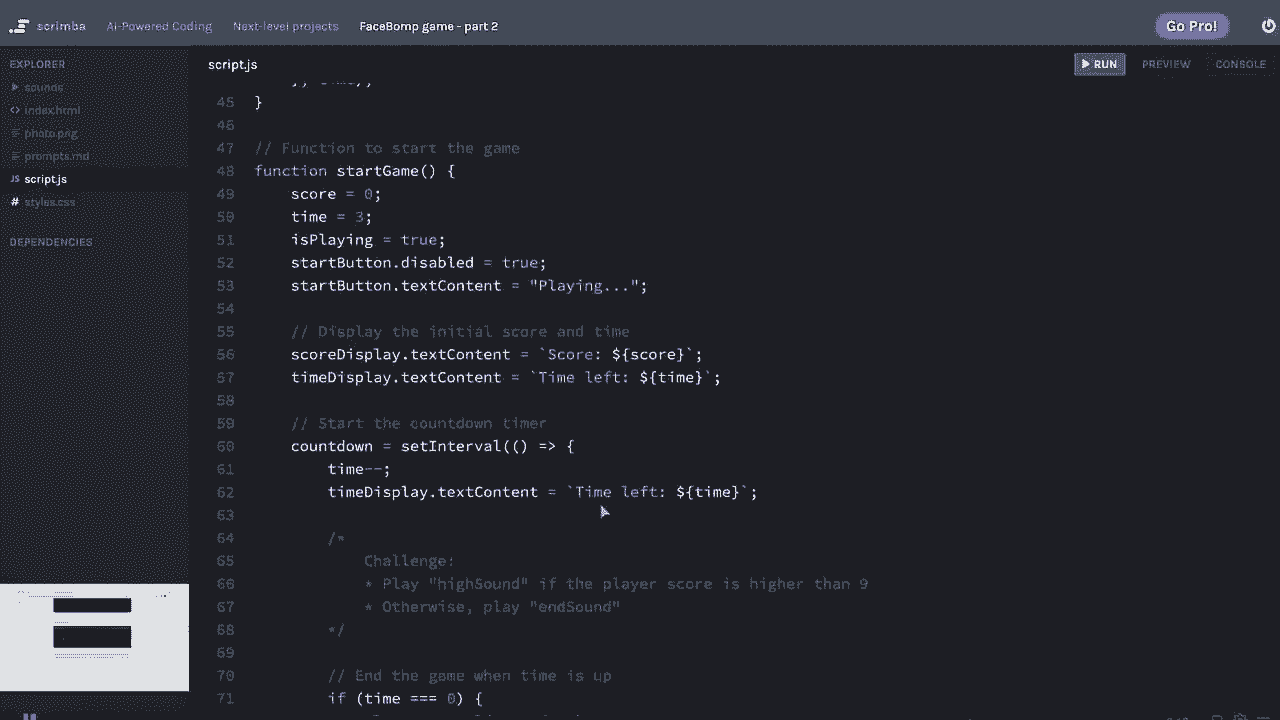 scrimba AI-Powered Coding Next-level projects FaceBomp game - part 2 Go Pro!
EXPLORER
sounds
<> index.html
photo.png
prompts.md
JS script.js
# styles.css
DEPENDENCIES
script.js RUN PREVIEW CONSOLE
45 }
46
47 // Function to start the game
48 function startGame() {
49 score = 0;
50 time = 3;
51 isPlaying = true;
52 startButton.disabled = true;
53 startButton.textContent = "Playing...";
54
55 // Display the initial score and time
56 scoreDisplay.textContent = `Score: ${score}`;
57 timeDisplay.textContent = `Time left: ${time}`;
58
59 // Start the countdown timer
60 countdown = setInterval(() => {
61 time--;
62 timeDisplay.textContent = `Time left: ${time}`;
63
64 /*
65 Challenge:
66 * Play "highSound" if the player score is higher than 9
67 * Otherwise, play "endSound"
68 */
69
70 // End the game when time is up
71 if (time === 0) {